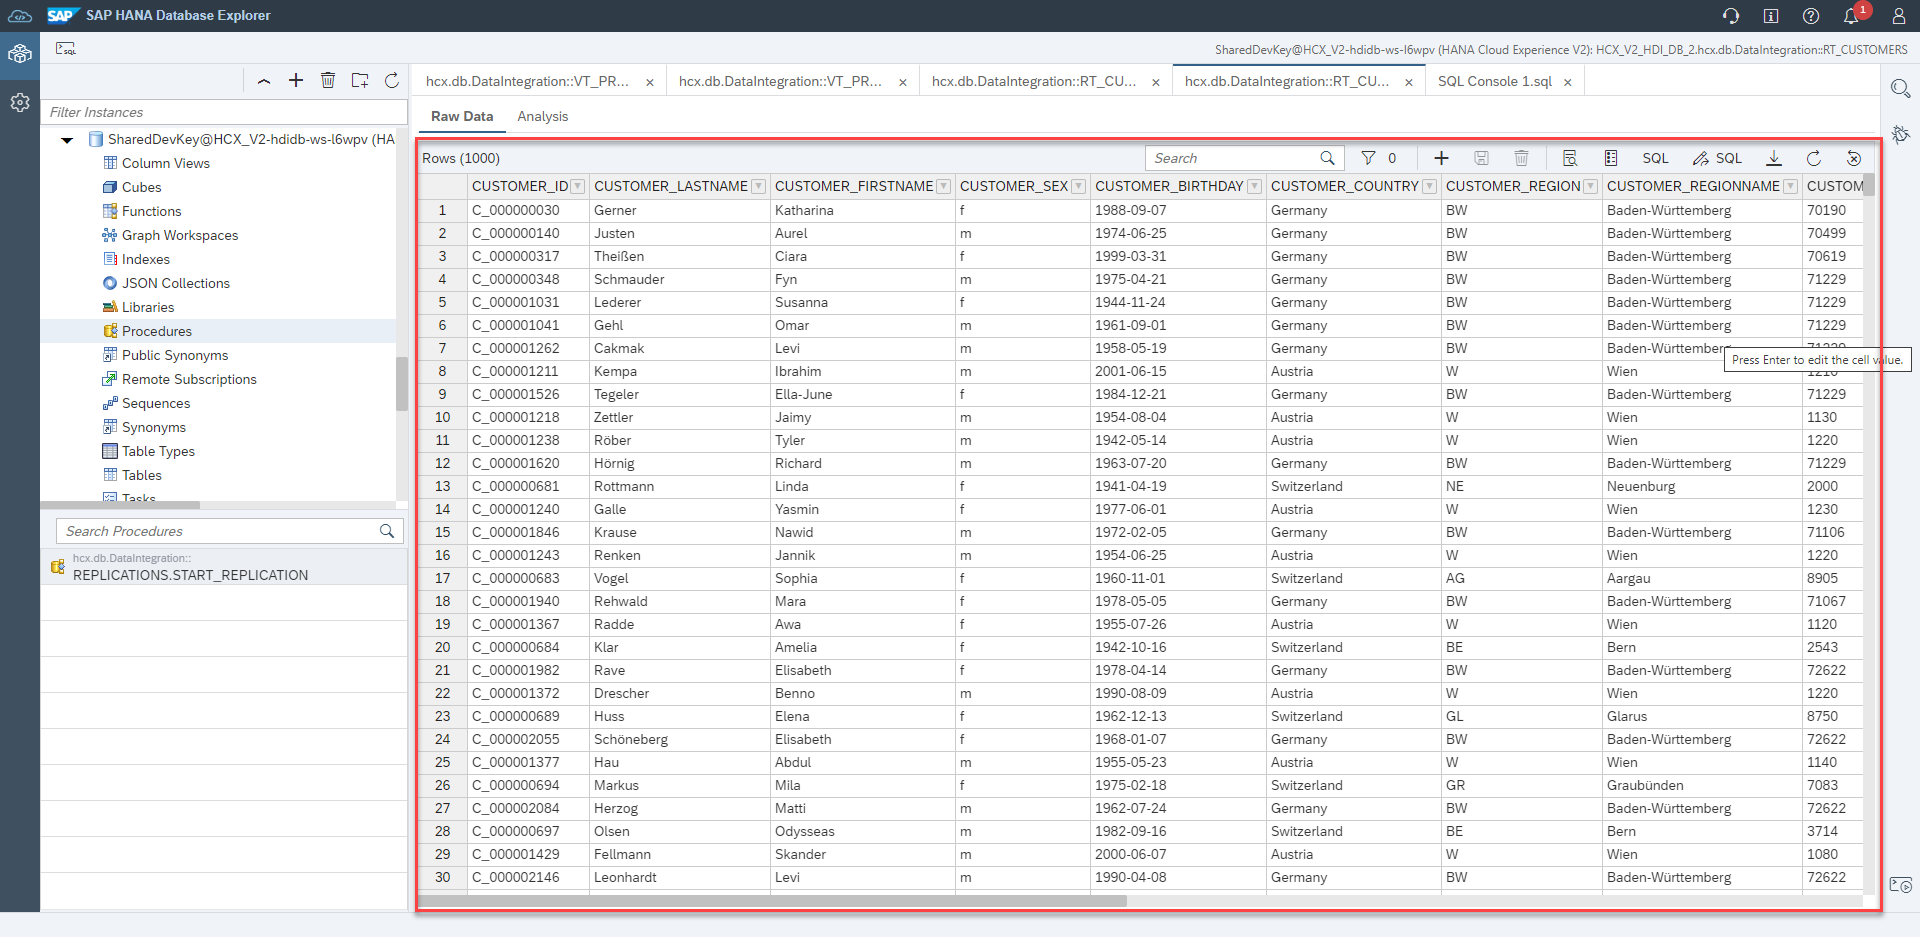 SAP SAP HANA Database Explorer 1
SQL SharedDevKey@HCX_V2-hdidb-ws-l6wpv (HANA Cloud Experience V2): HCX_V2_HDI_DB_2.hcx.db.DataIntegration::RT_CUSTOMERS
hcx.db.DataIntegration::VT_PR... hcx.db.DataIntegration::VT_PR... hcx.db.DataIntegration::RT_CU... hcx.db.DataIntegration::RT_CU... SQL Console 1.sql
Filter Instances
SharedDevKey@HCX_V2-hdidb-ws-l6wpv (HA
Column Views
Cubes
Functions
Graph Workspaces
Indexes
JSON Collections
Libraries
Procedures
Public Synonyms
Remote Subscriptions
Sequences
Synonyms
Table Types
Tables
Tasks
Search Procedures
hcx.db.DataIntegration::
REPLICATIONS.START_REPLICATION
Raw Data Analysis
Rows (1000) Search 0 SQL SQL
CUSTOMER_ID CUSTOMER_LASTNAME CUSTOMER_FIRSTNAME CUSTOMER_SEX CUSTOMER_BIRTHDAY CUSTOMER_COUNTRY CUSTOMER_REGION CUSTOMER_REGIONNAME CUSTOM
1 C_000000030 Gerner Katharina f 1988-09-07 Germany BW Baden-Württemberg 70190
2 C_000000140 Justen Aurel m 1974-06-25 Germany BW Baden-Württemberg 70499
3 C_000000317 Theißen Ciara f 1999-03-31 Germany BW Baden-Württemberg 70619
4 C_000000348 Schmauder Fyn m 1975-04-21 Germany BW Baden-Württemberg 71229
5 C_000001031 Lederer Susanna f 1944-11-24 Germany BW Baden-Württemberg 71229
6 C_000001041 Gehl Omar m 1961-09-01 Germany BW Baden-Württemberg 71229
7 C_000001262 Cakmak Levi m 1958-05-19 Germany BW Baden-Württemberg
Press Enter to edit the cell value.
8 C_000001211 Kempa Ibrahim m 2001-06-15 Austria W Wien 1210
9 C_000001526 Tegeler Ella-June f 1984-12-21 Germany BW Baden-Württemberg 71229
10 C_000001218 Zettler Jaimy m 1954-08-04 Austria W Wien 1130
11 C_000001238 Röber Tyler m 1942-05-14 Austria W Wien 1220
12 C_000001620 Hörnig Richard m 1963-07-20 Germany BW Baden-Württemberg 71229
13 C_000000681 Rottmann Linda f 1941-04-19 Switzerland NE Neuenburg 2000
14 C_000001240 Galle Yasmin f 1977-06-01 Austria W Wien 1230
15 C_000001846 Krause Nawid m 1972-02-05 Germany BW Baden-Württemberg 71106
16 C_000001243 Renken Jannik m 1954-06-25 Austria W Wien 1220
17 C_000000683 Vogel Sophia f 1960-11-01 Switzerland AG Aargau 8905
18 C_000001940 Rehwald Mara f 1978-05-05 Germany BW Baden-Württemberg 71067
19 C_000001367 Radde Awa f 1955-07-26 Austria W Wien 1120
20 C_000000684 Klar Amelia f 1942-10-16 Switzerland BE Bern 2543
21 C_000001982 Rave Elisabeth f 1978-04-14 Germany BW Baden-Württemberg 72622
22 C_000001372 Drescher Benno m 1990-08-09 Austria W Wien 1220
23 C_000000689 Huss Elena f 1962-12-13 Switzerland GL Glarus 8750
24 C_000002055 Schöneberg Elisabeth f 1968-01-07 Germany BW Baden-Württemberg 72622
25 C_000001377 Hau Abdul m 1955-05-23 Austria W Wien 1140
26 C_000000694 Markus Mila f 1975-02-18 Switzerland GR Graubünden 7083
27 C_000002084 Herzog Matti m 1962-07-24 Germany BW Baden-Württemberg 72622
28 C_000000697 Olsen Odysseas m 1982-09-16 Switzerland BE Bern 3714
29 C_000001429 Fellmann Skander m 2000-06-07 Austria W Wien 1080
30 C_000002146 Leonhardt Levi m 1990-04-08 Germany BW Baden-Württemberg 72622